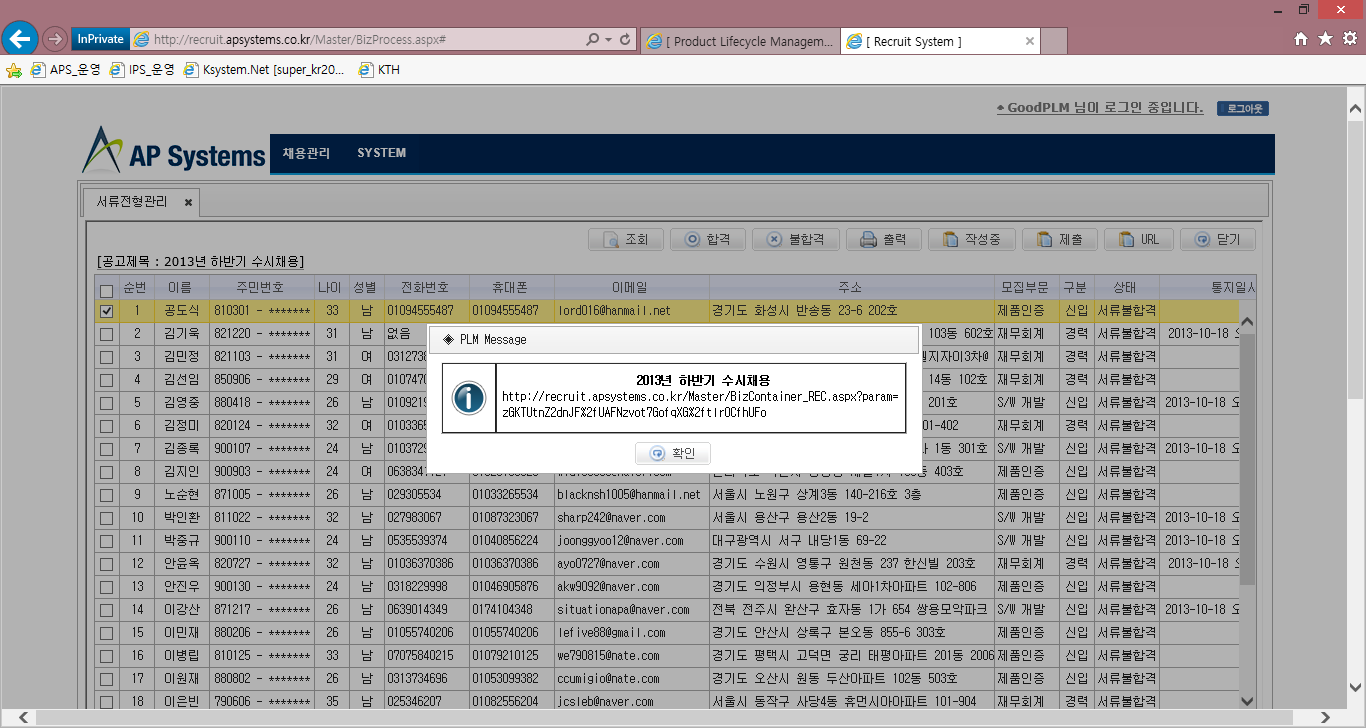 InPrivate http://recruit.apsystems.co.kr/Master/BizProcess.aspx# [ Product Lifecycle Managem... [ Recruit System ]
APS_운영 IPS_운영 Ksystem.Net [super_kr20... KTH
GoodPLM 님이 로그인 중입니다. 로그아웃
AP Systems 채용관리 SYSTEM
서류전형관리
조회 합격 불합격 출력 작성중 제출 URL 닫기
[공고제목 : 2013년 하반기 수시채용]
순번 이름 주민번호 나이 성별 전화번호 휴대폰 이메일 주소 모집부문 구분 상태 통지일시
1 공도식 810301 - ******* 33 남 01094555487 01094555487 lord016@hanmail.net 경기도 화성시 반송동 23-6 202호 제품인증 신입 서류불합격
2 김기욱 821220 - ******* 31 남 없음 103동 602호 재무회계 경력 서류불합격 2013-10-18 오
3 김민정 821103 - ******* 31 여 0312738 지자이3차@ 재무회계 경력 서류불합격
4 김선임 850906 - ******* 29 여 0107470 14동 102호 재무회계 경력 서류불합격
5 김영중 880418 - ******* 26 남 0109219 201호 S/W 개발 신입 서류불합격 2013-10-18 오
6 김정미 820124 - ******* 32 여 0103365 01-402 재무회계 경력 서류불합격
7 김종록 900107 - ******* 24 남 0103729 1동 301호 S/W 개발 신입 서류불합격 2013-10-18 오
8 김지인 900903 - ******* 24 여 0638341 403호 제품인증 신입 서류불합격
PLM Message
2013년 하반기 수시채용
http://recruit.apsystems.co.kr/Master/BizContainer_REC.aspx?param=
zGKTUtnZ2dnJF%2fUAFNzyot7GofqXG%2ftIrOCfhUFo
확인
9 노순현 871005 - ******* 26 남 029305534 01033265534 blacknsh1005@hanmail.net 서울시 노원구 상계3동 140-216호 3층 제품인증 신입 서류불합격
10 박인환 811022 - ******* 32 남 027983067 01087323067 sharp242@naver.com 서울시 용산구 용산2동 19-2 S/W 개발 신입 서류불합격 2013-10-18 오
11 박중규 900110 - ******* 24 남 0535539374 01040856224 joonggyoo12@naver.com 대구광역시 서구 내당1동 69-22 S/W 개발 신입 서류불합격 2013-10-18 오
12 안윤옥 820727 - ******* 32 남 01036370386 01036370386 ayo0727@naver.com 경기도 수원시 영통구 원천동 237 한신빌 203호 재무회계 경력 서류불합격 2013-10-18 오
13 안진우 900130 - ******* 24 남 0318229998 01046905876 akw9092@naver.com 경기도 의정부시 용현동 세아1차아파트 102-806 제품인증 신입 서류불합격
14 이강산 871217 - ******* 26 남 0639014349 0174104348 situationapa@naver.com 전북 전주시 완산구 효자동 1가 654 쌍용모악파크 S/W 개발 신입 서류불합격 2013-10-18 오
15 이민재 880206 - ******* 26 남 01055740206 01055740206 lefive88@gmail.com 경기도 안산시 상록구 본오동 855-6 303호 제품인증 신입 서류불합격
16 이병립 810125 - ******* 33 남 07075840215 01079210125 we790815@nate.com 경기도 평택시 고덕면 궁리 태평아파트 201동 2006 제품인증 신입 서류불합격
17 이원재 880802 - ******* 26 남 0313734696 01053099382 ccumigio@nate.com 경기도 오산시 원동 두산아파트 102동 503호 제품인증 신입 서류불합격
18 이은빈 790606 - ******* 35 남 025346207 01082556204 jcsleb@naver.com 서울시 동작구 사당4동 휴먼시아아파트 101-904 재무회계 경력 서류불합격